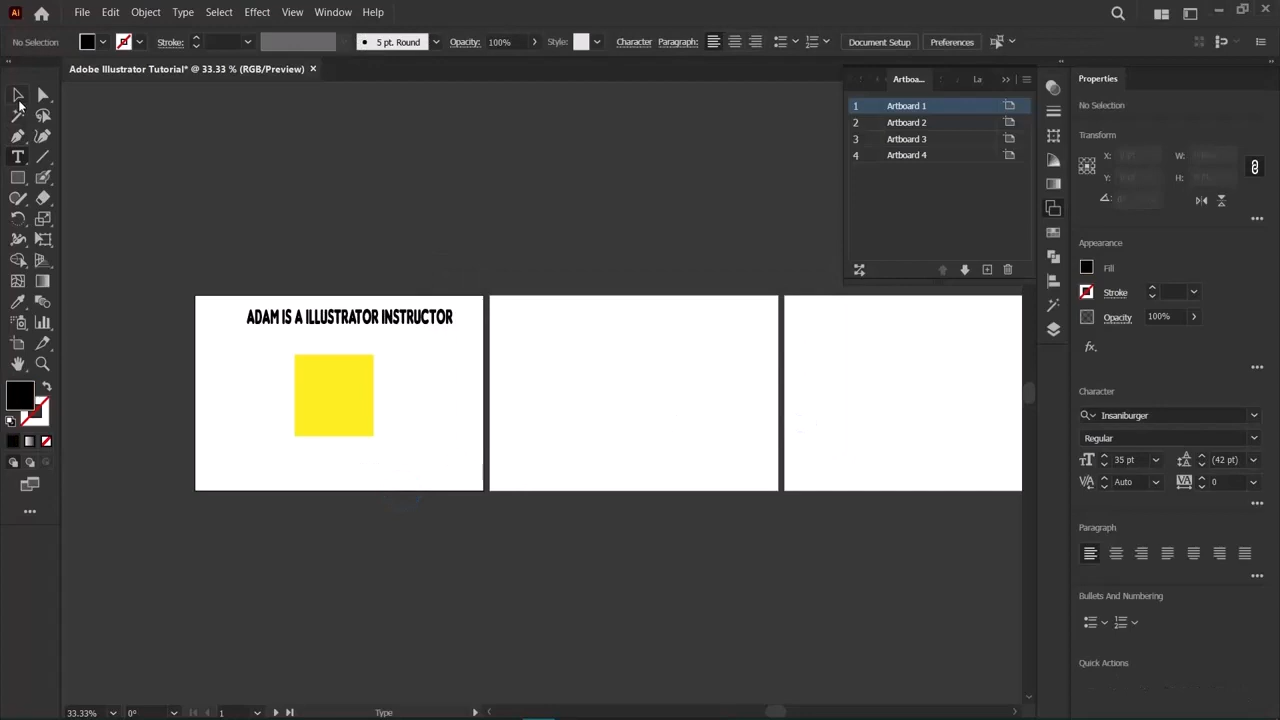 Ai File Edit Object Type Select Effect View Window Help
No Selection Stroke: 5 pt. Round Opacity: 100% Style: Character Paragraph: Document Setup Preferences
Adobe Illustrator Tutorial* @ 33.33 % (RGB/Preview) ×
Artboa... La
1 Artboard 1
2 Artboard 2
3 Artboard 3
4 Artboard 4
ADAM IS A ILLUSTRATOR INSTRUCTOR
Properties
No Selection
Transform
X: W:
Y: H:
Appearance
Fill
Stroke
Opacity 100%
fx.
Character
Insaniburger
Regular
35 pt (42 pt)
Auto 0
Paragraph
Bullets And Numbering
Quick Actions
33.33% 0° 1 Type